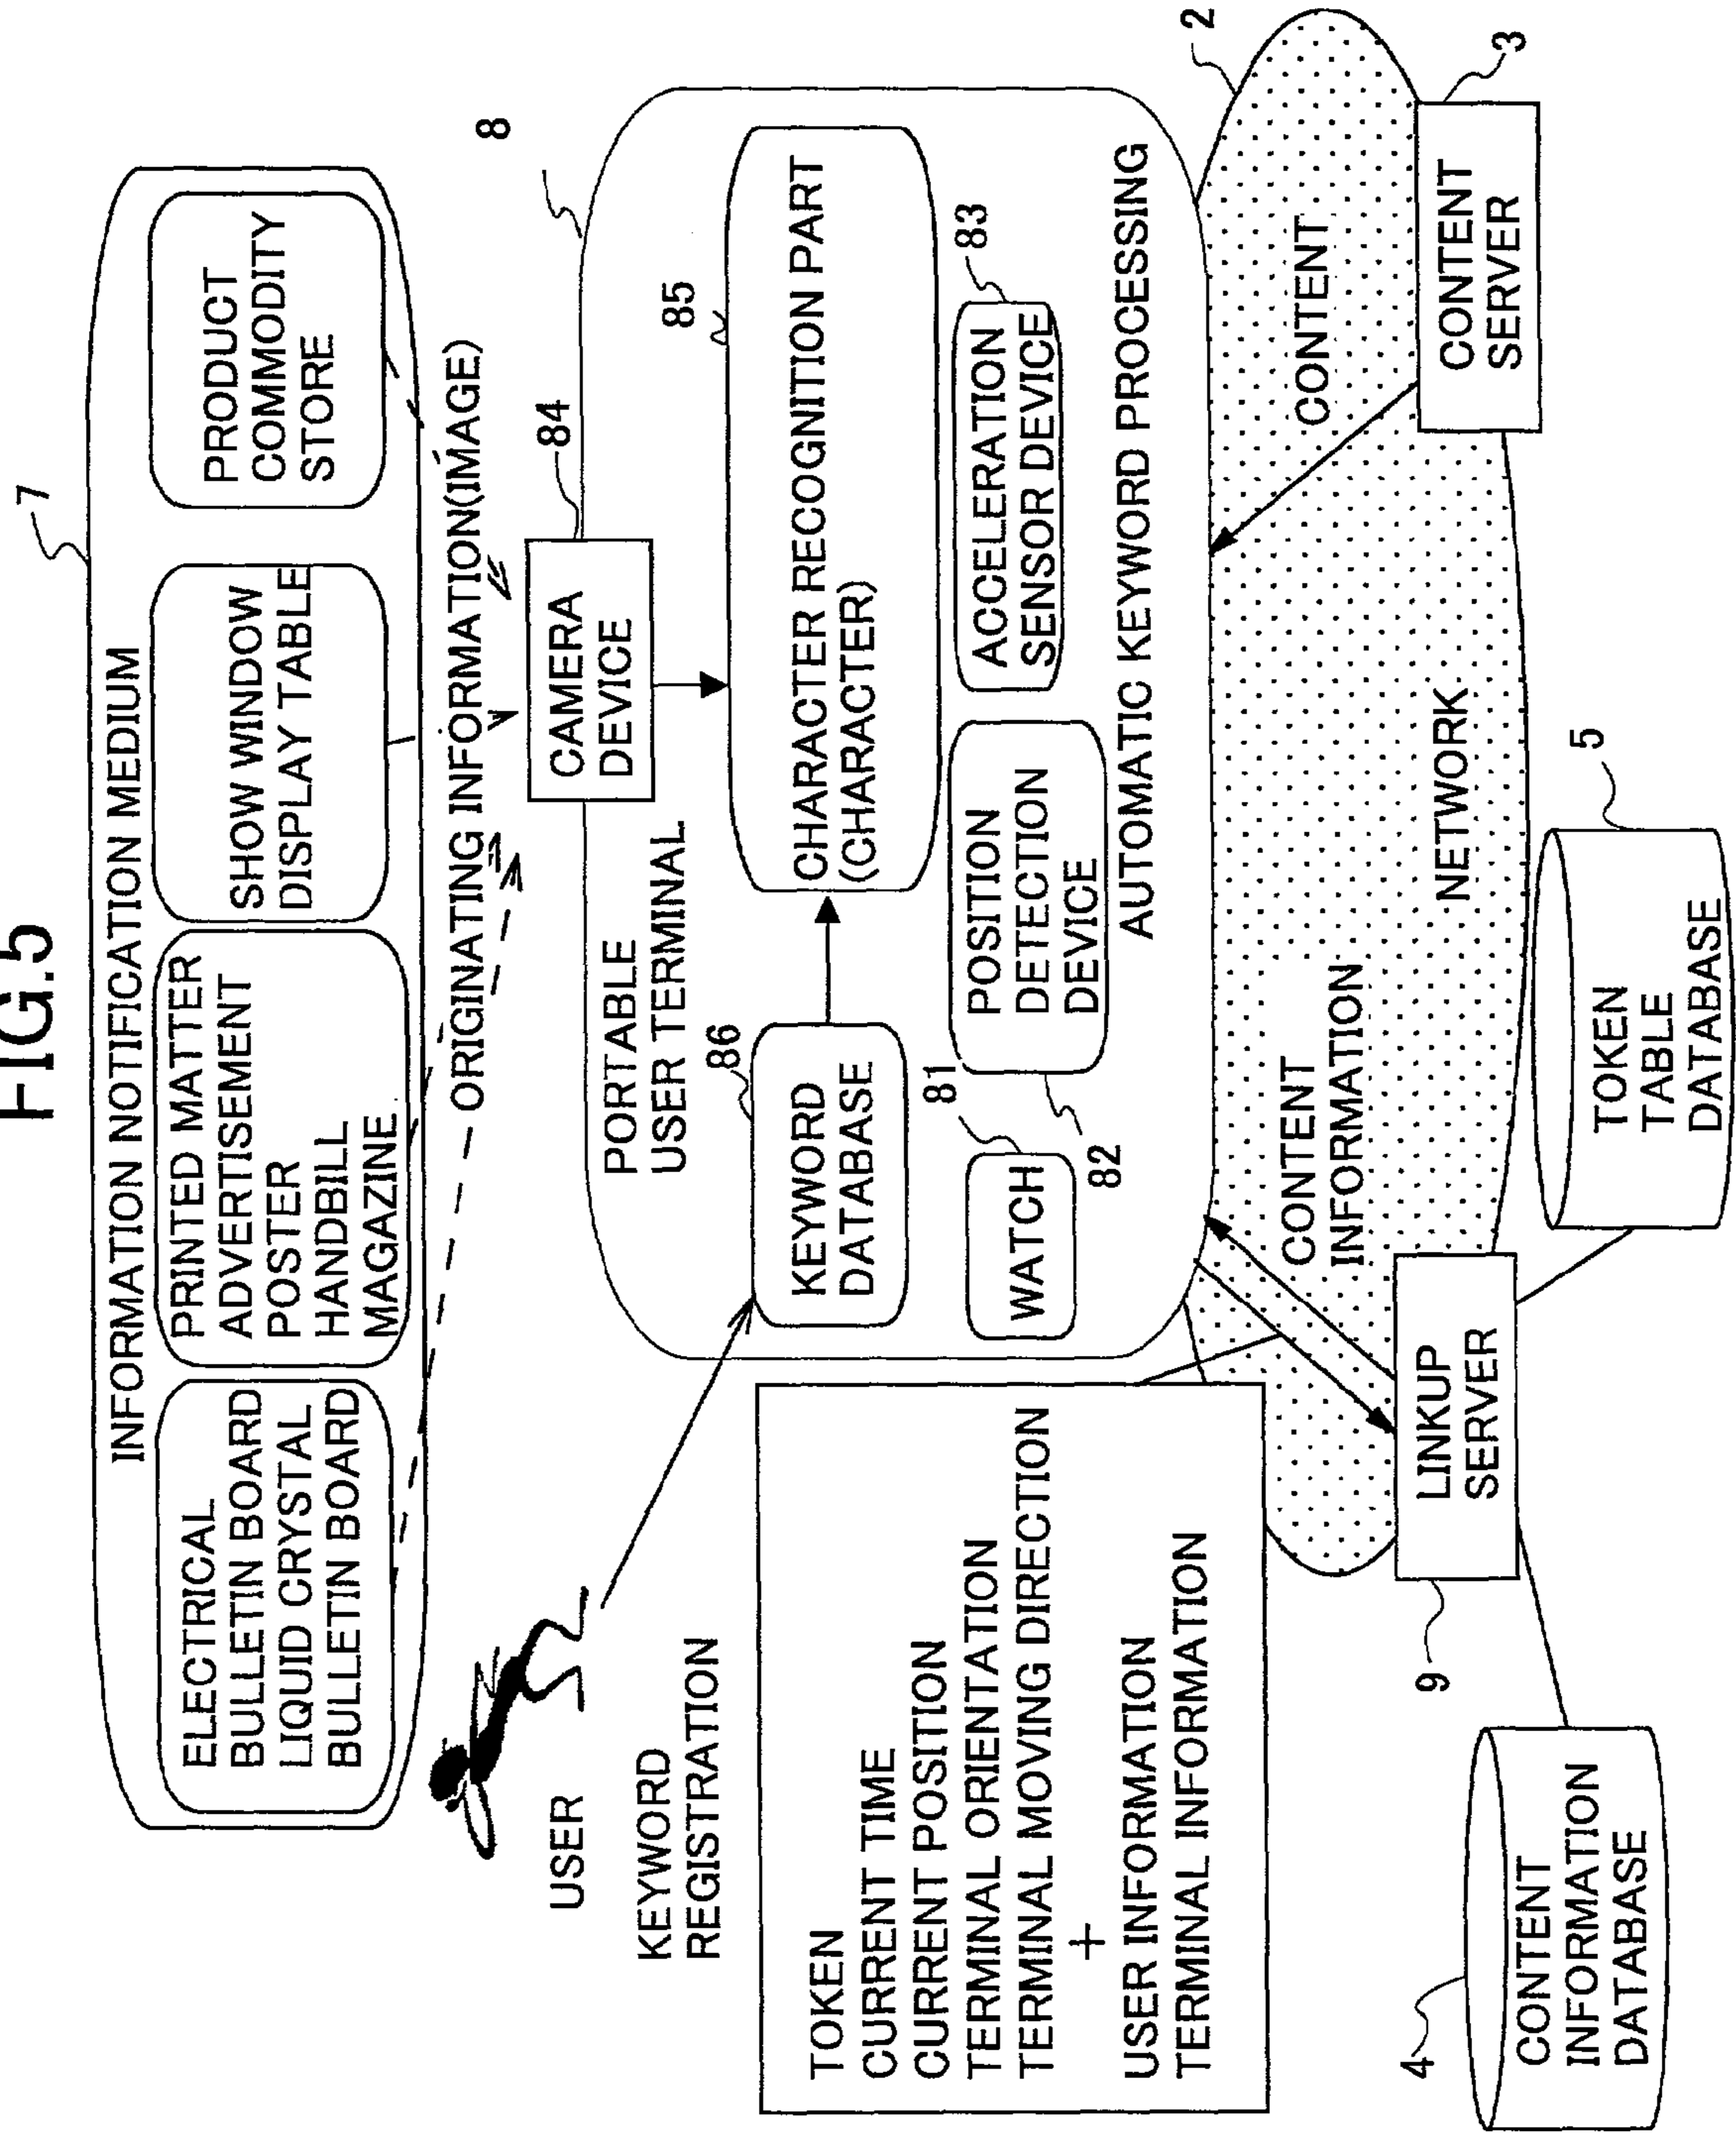 FIG.5
7
INFORMATION NOTIFICATION MEDIUM
ELECTRICAL
BULLETIN BOARD
LIQUID CRYSTAL
BULLETIN BOARD
PRINTED MATTER
ADVERTISEMENT
POSTER
HANDBILL
MAGAZINE
SHOW WINDOW
DISPLAY TABLE
PRODUCT
COMMODITY
STORE
ORIGINATING INFORMATION(IMAGE)
USER
KEYWORD
REGISTRATION
8
PORTABLE
USER TERMINAL
CAMERA
DEVICE
84
KEYWORD
DATABASE
86
CHARACTER RECOGNITION PART
(CHARACTER)
85
WATCH
81
POSITION
DETECTION
DEVICE
82
ACCELERATION
SENSOR DEVICE
83
AUTOMATIC KEYWORD PROCESSING
TOKEN
CURRENT TIME
CURRENT POSITION
TERMINAL ORIENTATION
TERMINAL MOVING DIRECTION
+
USER INFORMATION
TERMINAL INFORMATION
2
CONTENT
INFORMATION
CONTENT
NETWORK
LINKUP
SERVER
9
CONTENT
SERVER
3
4
CONTENT
INFORMATION
DATABASE
5
TOKEN
TABLE
DATABASE